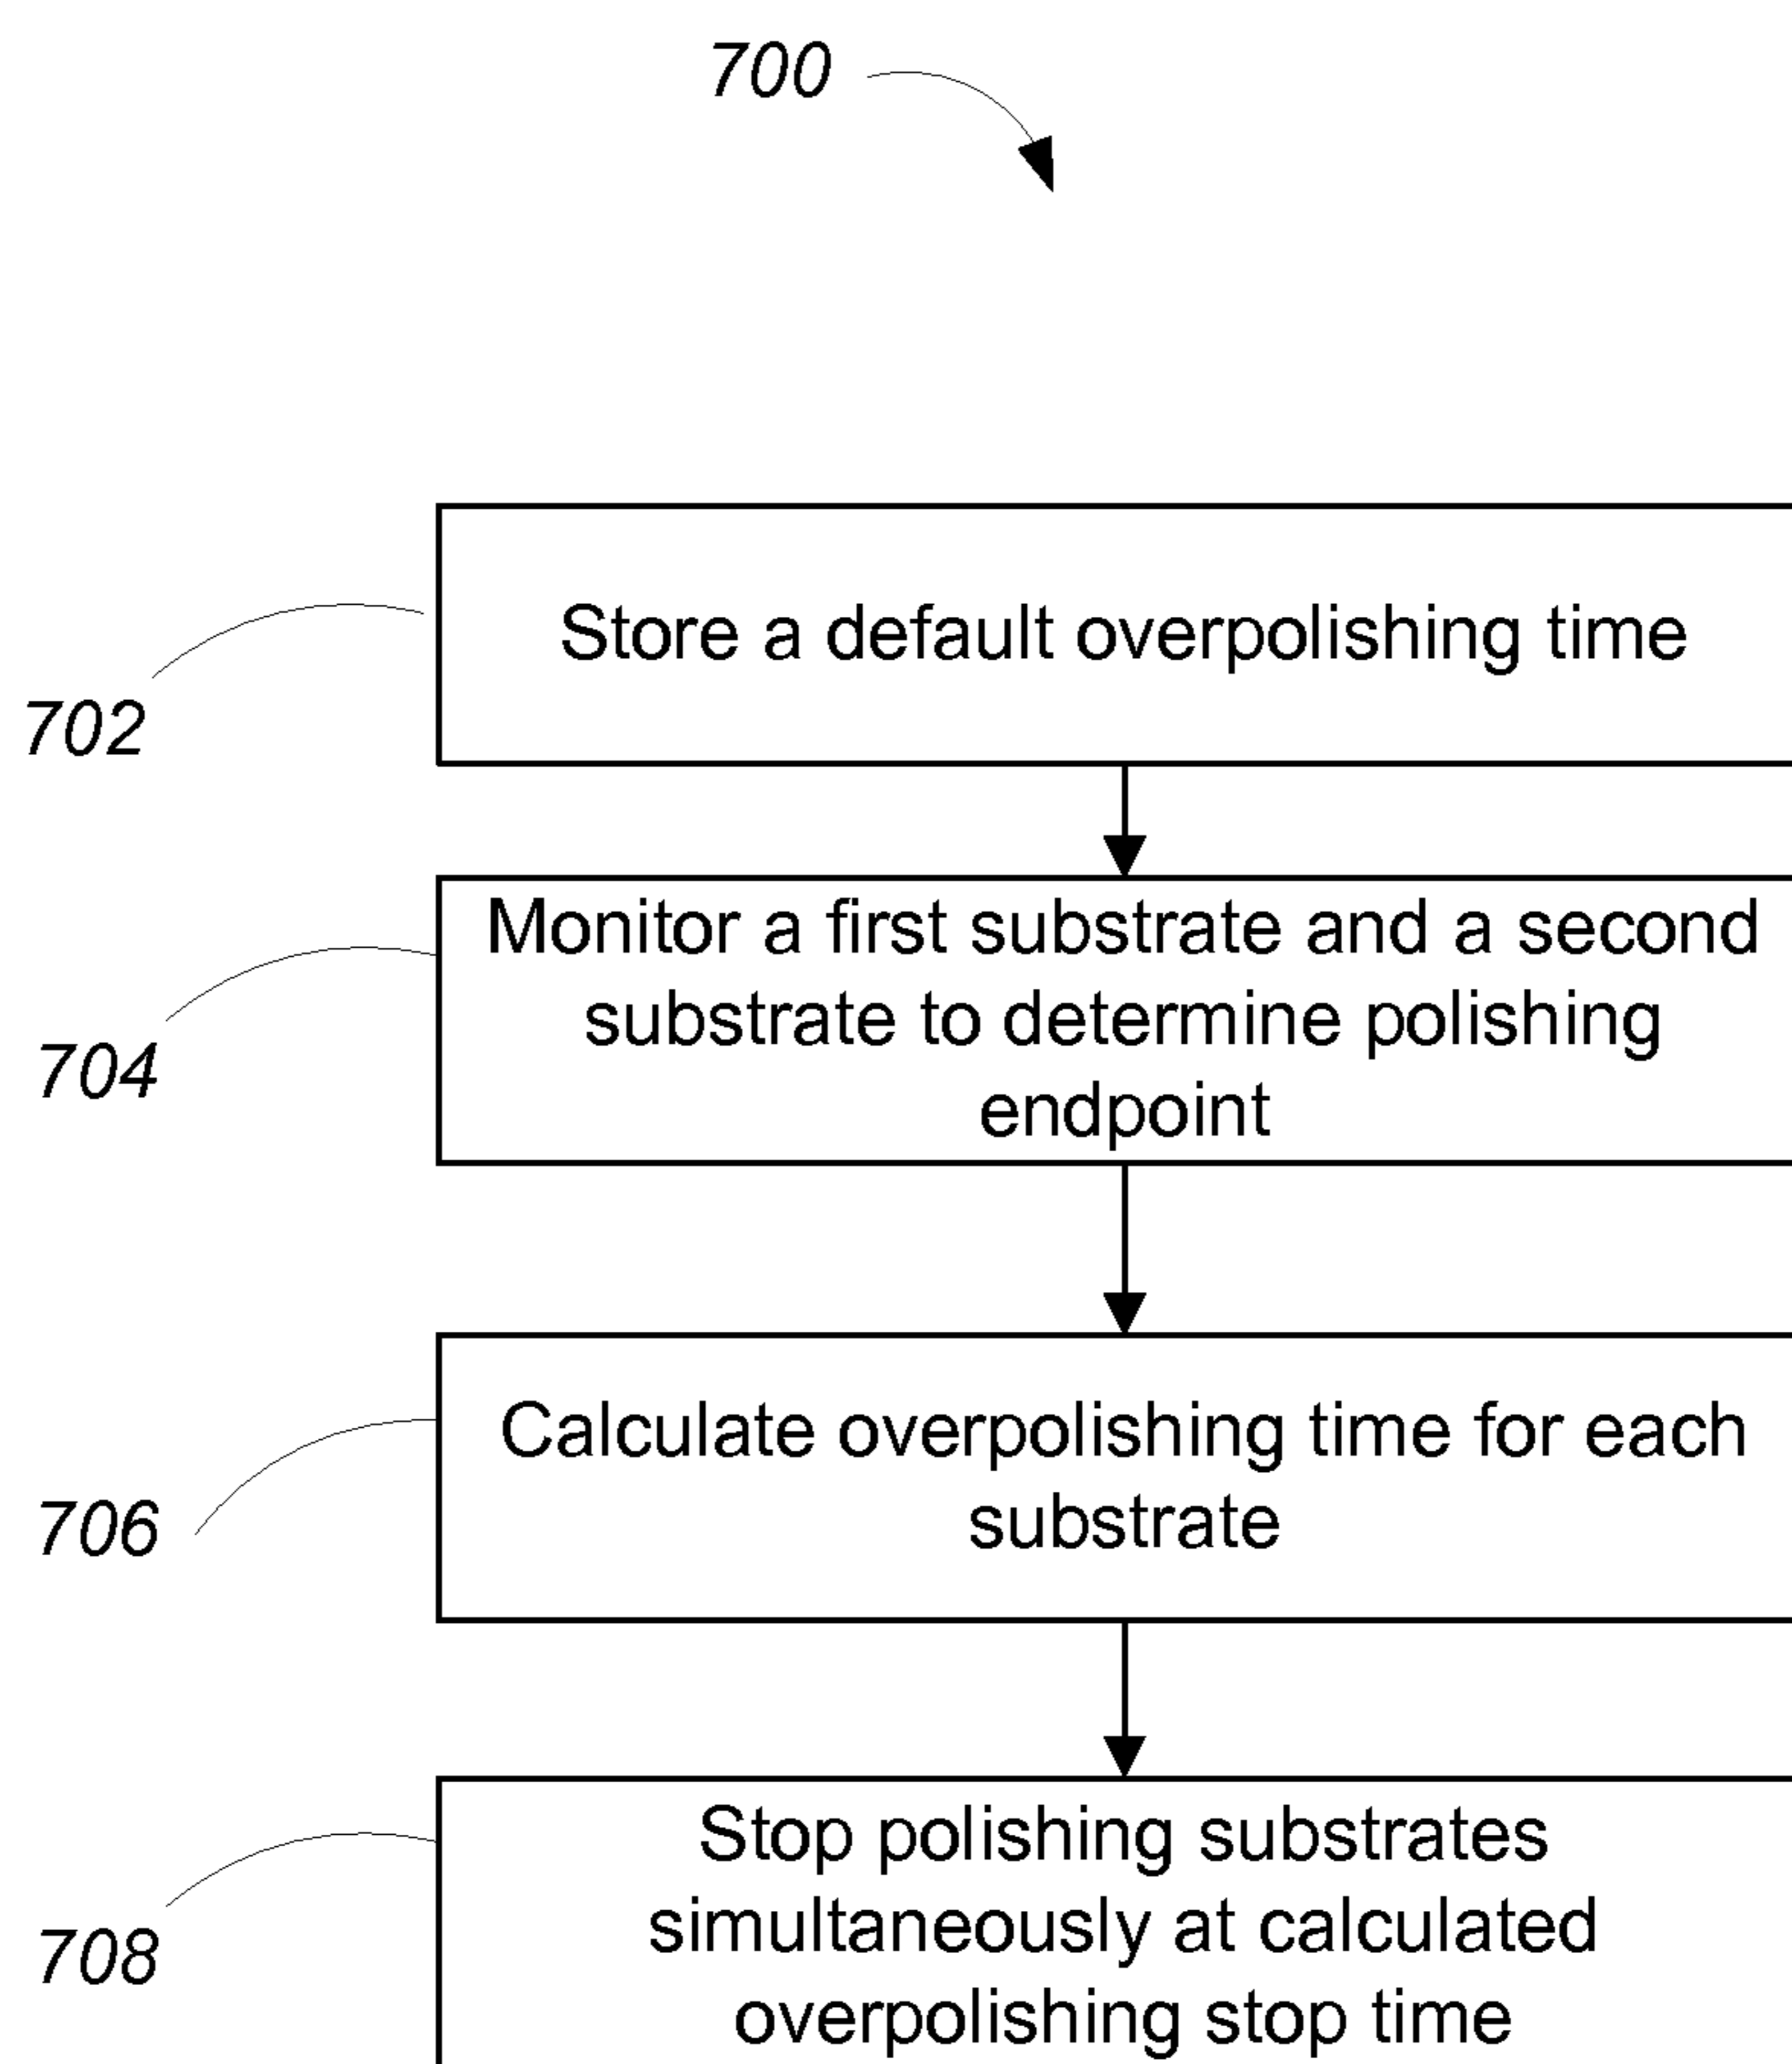 700
702
Store a default overpolishing time
704
Monitor a first substrate and a second
substrate to determine polishing
endpoint
706
Calculate overpolishing time for each
substrate
708
Stop polishing substrates
simultaneously at calculated
overpolishing stop time